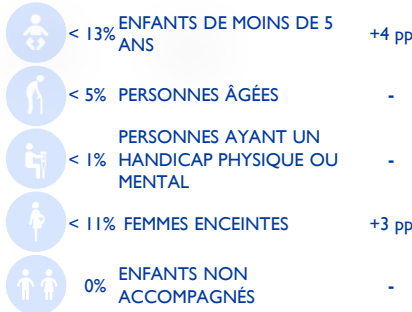 < 13% ENFANTS DE MOINS DE 5 +4 pp
ANS
< 5% PERSONNES ÂGÉES -
PERSONNES AYANT UN
< 1% HANDICAP PHYSIQUE OU -
MENTAL
< 11% FEMMES ENCEINTES +3 pp
0% ENFANTS NON -
ACCOMPAGNÉS